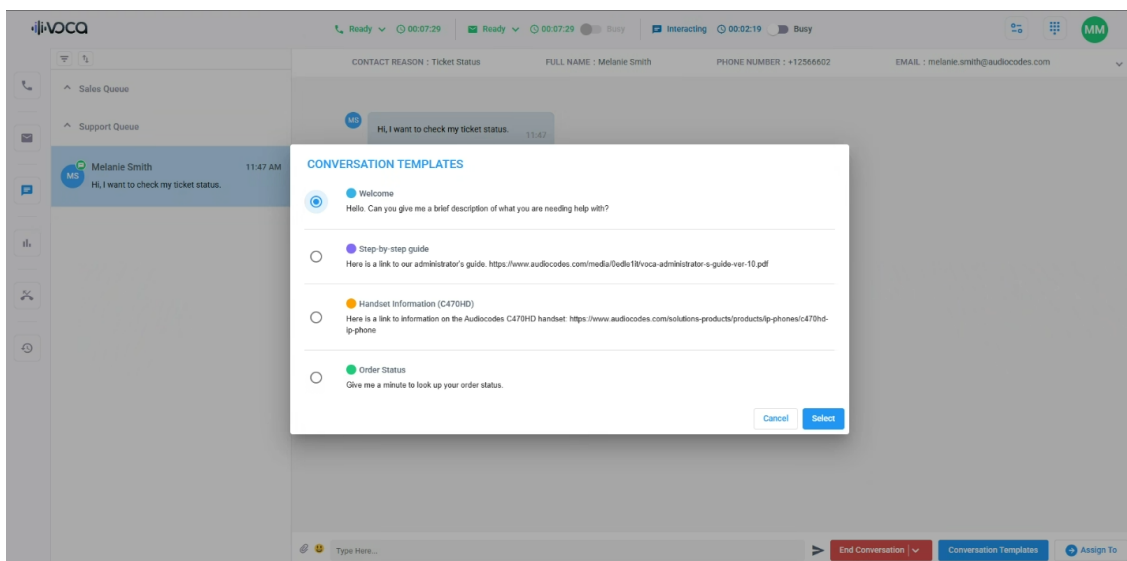 VOCA
Ready 00:07:29 Ready 00:07:29 Busy Interacting 00:02:19 Busy MM
CONTACT REASON : Ticket Status FULL NAME : Melanie Smith PHONE NUMBER : +12566602 EMAIL : melanie.smith@audiocodes.com
Sales Queue
Support Queue
MS
Melanie Smith 11:47 AM
Hi, I want to check my ticket status.
MS
Hi, I want to check my ticket status. 11:47
CONVERSATION TEMPLATES
Welcome
Hello. Can you give me a brief description of what you are needing help with?
Step-by-step guide
Here is a link to our administrator's guide. https://www.audiocodes.com/media/0edie1it/voca-administrator-s-guide-ver-10.pdf
Handset Information (C470HD)
Here is a link to information on the Audiocodes C470HD handset: https://www.audiocodes.com/solutions-products/products/ip-phones/c470hd-
ip-phone
Order Status
Give me a minute to look up your order status.
Cancel Select
Type Here... End Conversation Conversation Templates Assign To